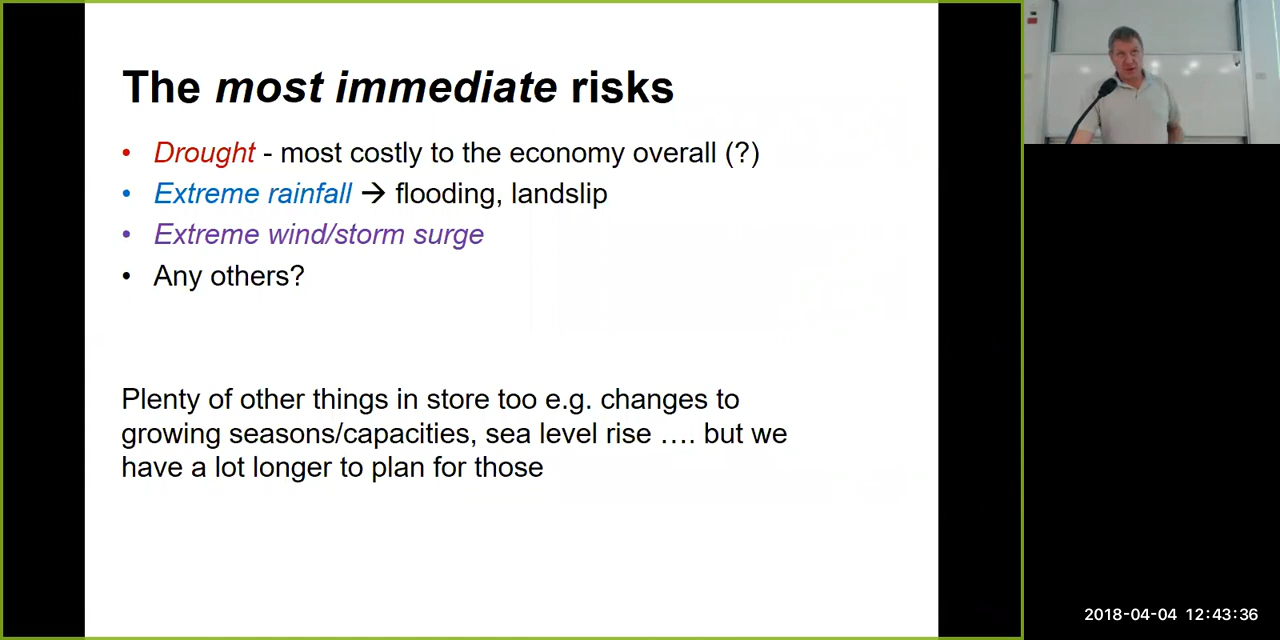 The most immediate risks
• Drought - most costly to the economy overall (?)
• Extreme rainfall → flooding, landslip
• Extreme wind/storm surge
• Any others?
Plenty of other things in store too e.g. changes to
growing seasons/capacities, sea level rise …. but we
have a lot longer to plan for those
2018-04-04 12:43:36